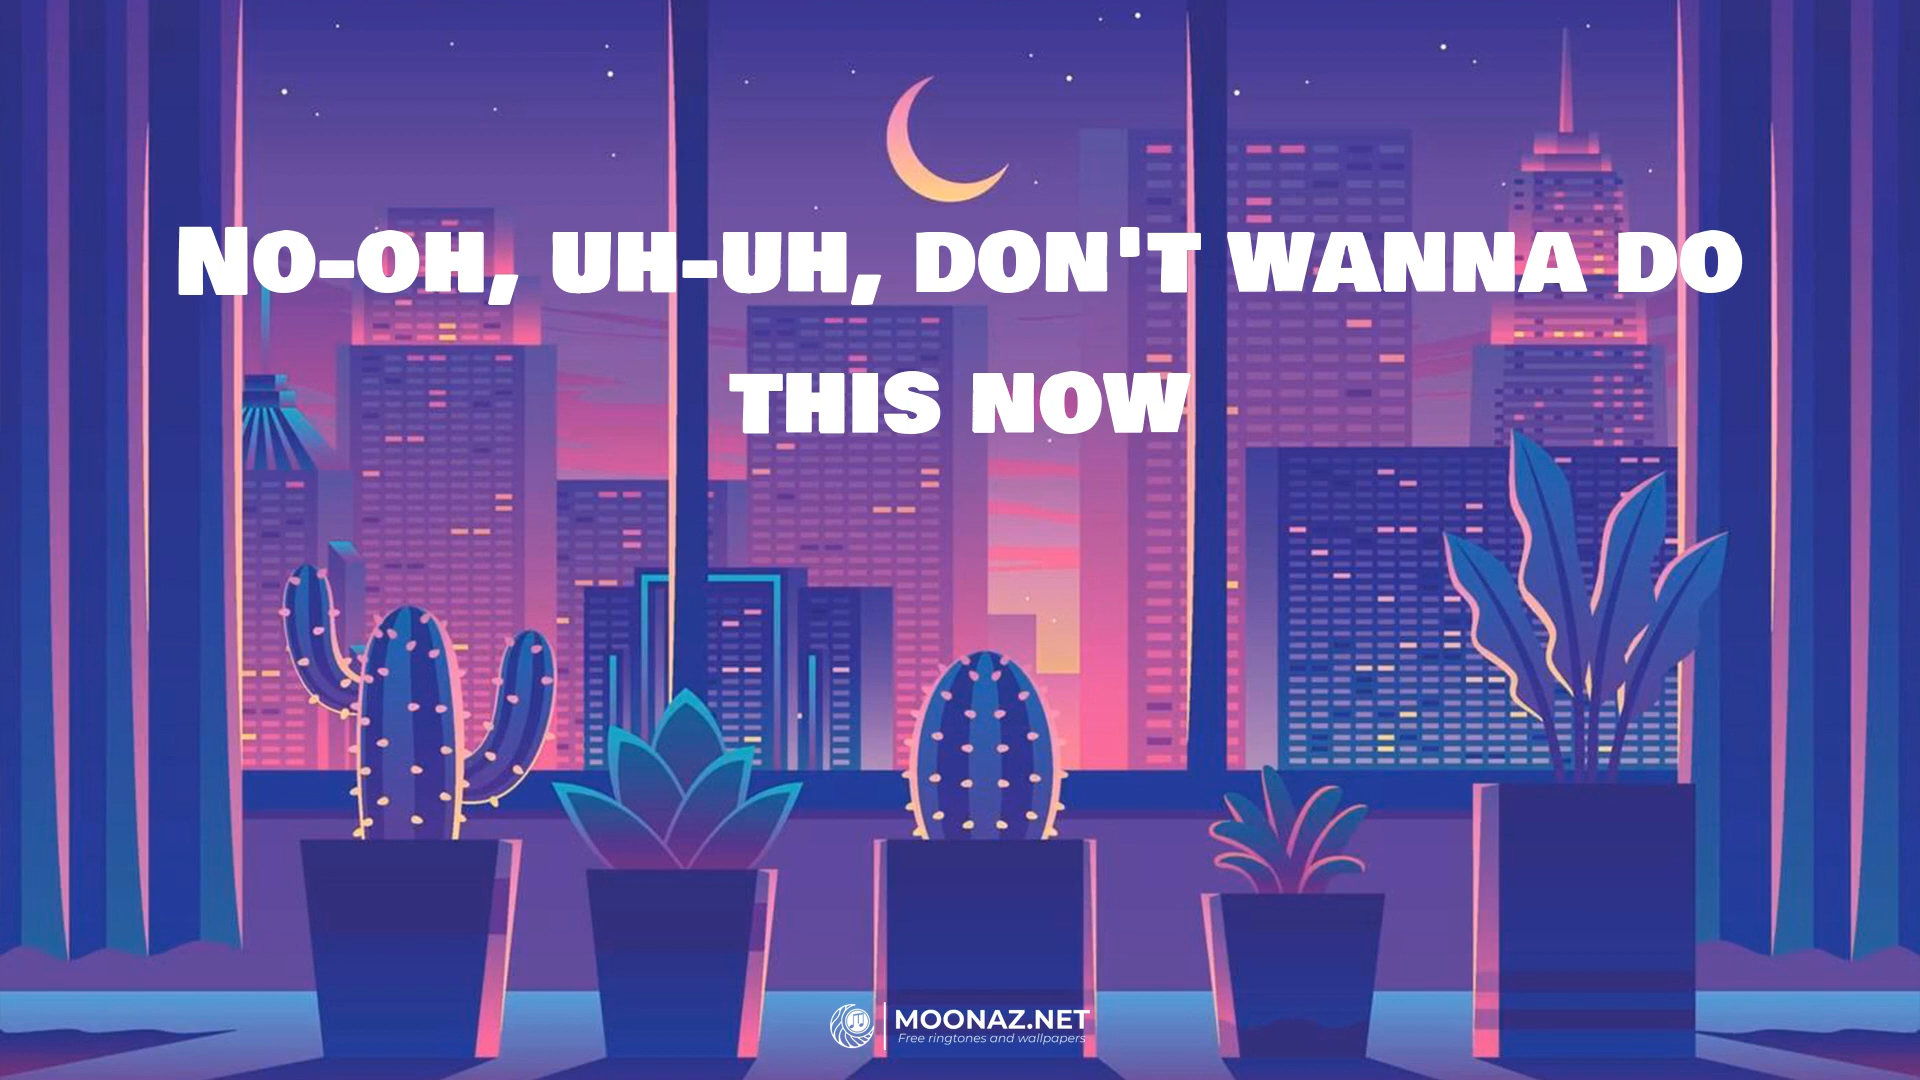 No-oh, uh-uh, don't wanna do
this now
MOONAZ.NET
Free ringtones and wallpapers